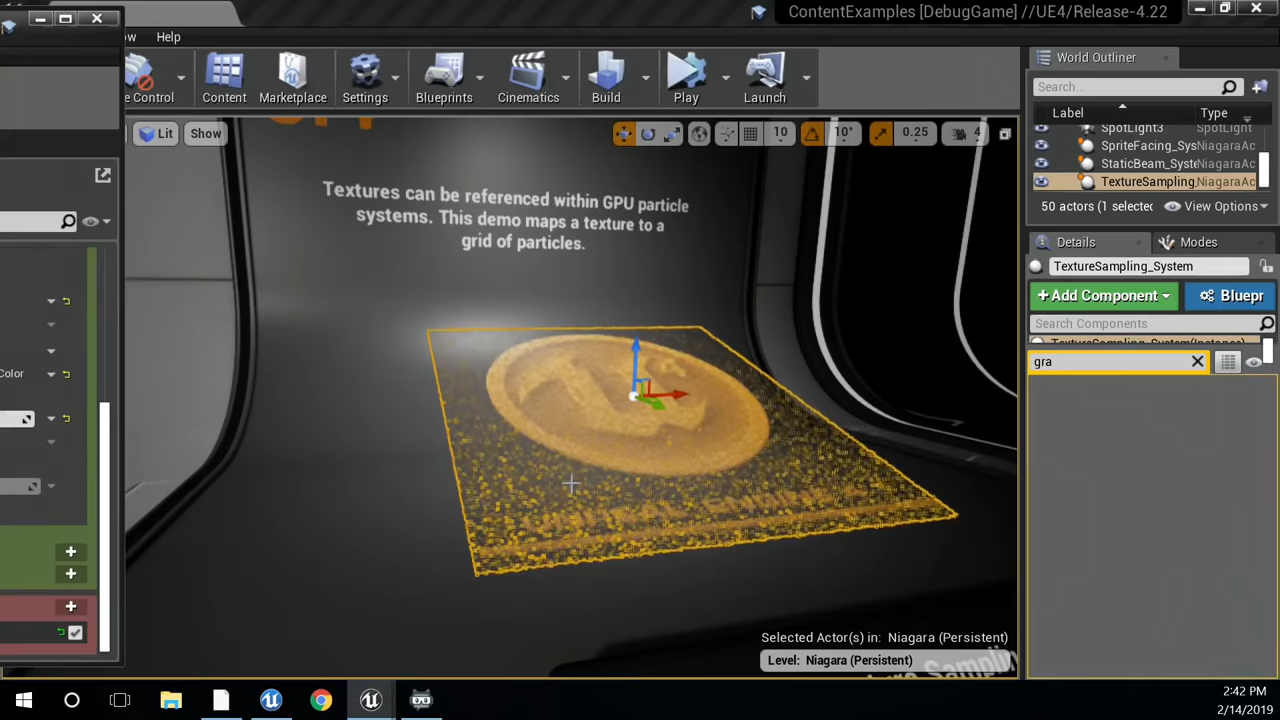 ContentExamples [DebugGame] //UE4/Release-4.22
Help
Content
Marketplace
Settings
Blueprints
Cinematics
Build
Play
Launch
World Outliner
Search...
Label
Type
Lit
Show
10
10°
0.25
4
SpotLight3
SpotLight
SpriteFacing_Sys
NiagaraAc
StaticBeam_Syste
NiagaraAc
TextureSampling_
NiagaraAc
50 actors (1 selected
View Options
Textures can be referenced within GPU particle
systems. This demo maps a texture to a
grid of particles.
Details
Modes
TextureSampling_System
Add Component
Bluepr
Search Components
TextureSampling_System(Instance)
gra
Color
Selected Actor(s) in: Niagara (Persistent)
Level: Niagara (Persistent)
2:42 PM
2/14/2019